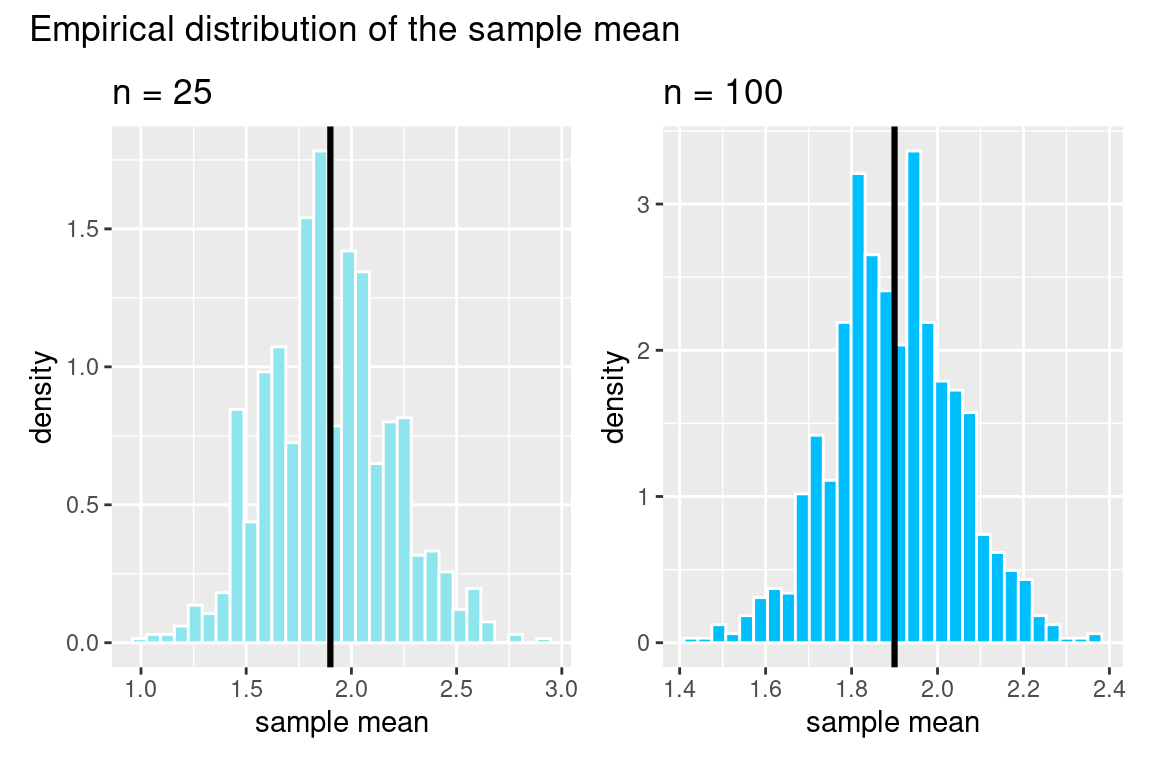 Empirical distribution of the sample mean
n = 25
1.5
1.0
0.5
0.0
density
1.0 1.5 2.0 2.5 3.0
sample mean
n = 100
3
2
1
0
density
1.4 1.6 1.8 2.0 2.2 2.4
sample mean